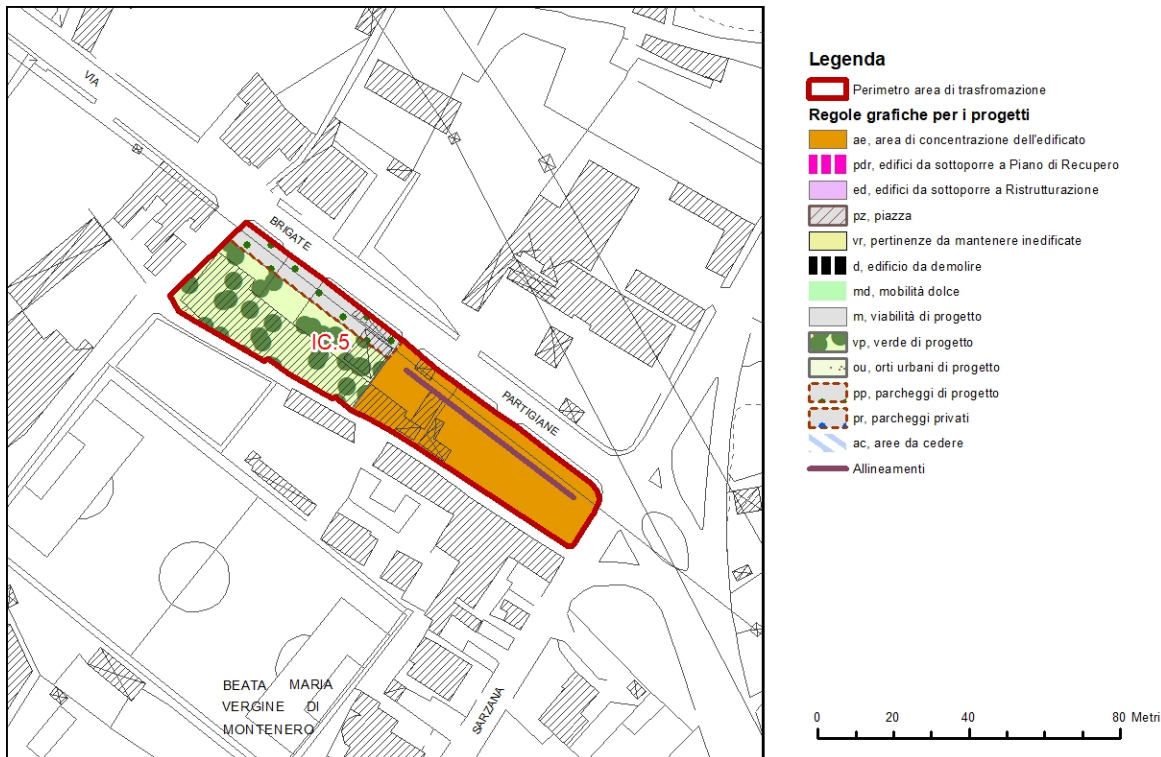 VIA
BRIGATE
IC.5
PARTIGIANE
BEATA MARIA
VERGINE DI
MONTENERO
SARZANA
Legenda
Perimetro area di trasfromazione
Regole grafiche per i progetti
ae, area di concentrazione dell'edificato
pdr, edifici da sottoporre a Piano di Recupero
ed, edifici da sottoporre a Ristrutturazione
pz, piazza
vr, pertinenze da mantenere inedificate
d, edificio da demolire
md, mobilità dolce
m, viabilità di progetto
vp, verde di progetto
ou, orti urbani di progetto
pp, parcheggi di progetto
pr, parcheggi privati
ac, aree da cedere
Allineamenti
0 20 40 80 Metri